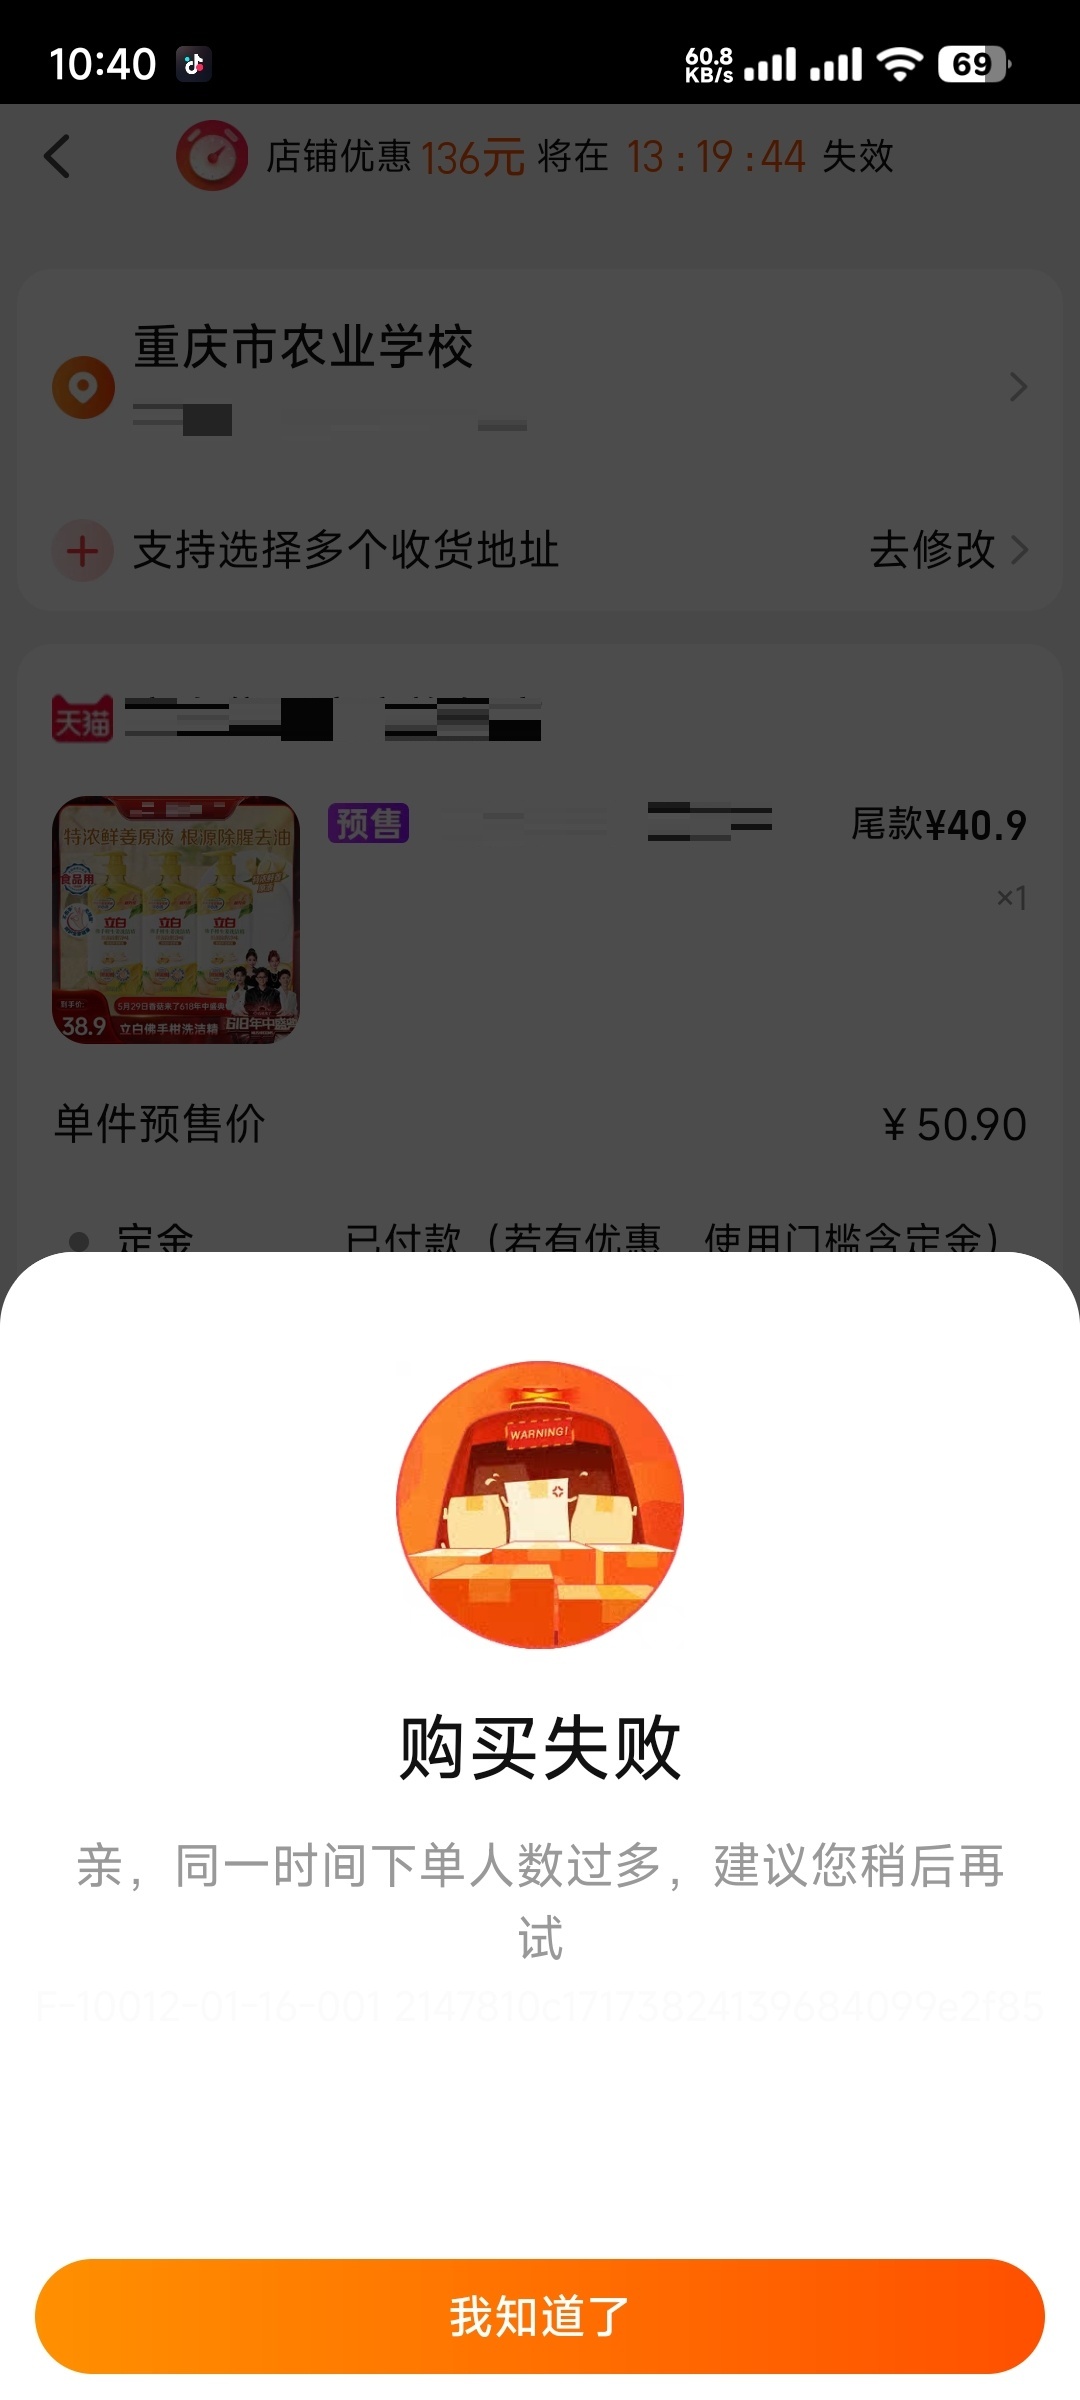 10:40
60.8
KB/s
69
店铺优惠 136元 将在 13 : 19 : 44 失效
重庆市农业学校
支持选择多个收货地址
去修改
天猫
预售
尾款¥40.9
×1
特浓鲜姜原液 根源除腥去油
食品用
立白 立白 立白
到手价:
38.9
5月29日香菇来了618年中盛典
立白佛手柑洗洁精
618年中盛典
单件预售价
¥ 50.90
定金
已付款（若有优惠，使用门槛含定金）
WARNING!
购买失败
亲，同一时间下单人数过多，建议您稍后再
试
F-10012-01-16-001 2147810c17173824139684099e2f85
我知道了